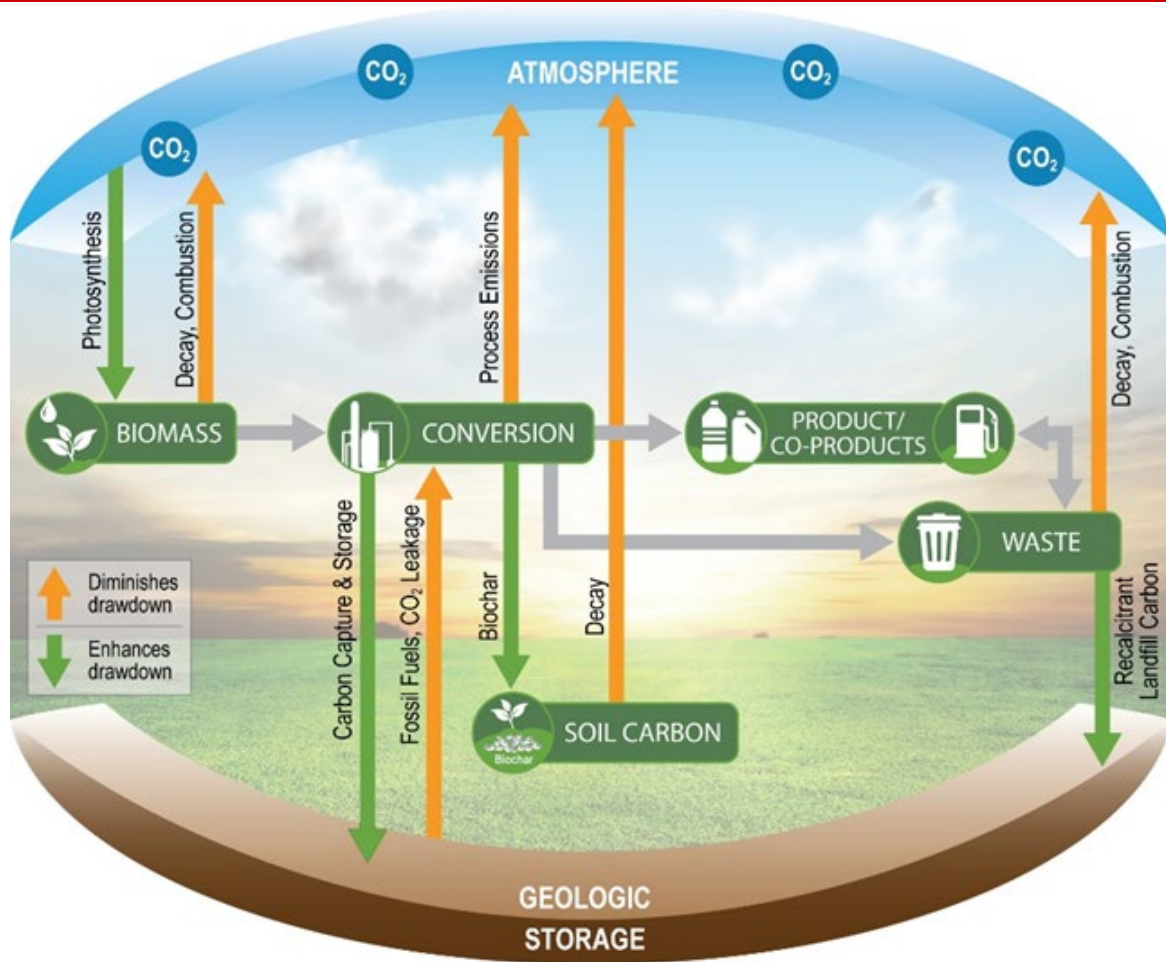 CO₂
ATMOSPHERE
CO₂
CO₂
CO₂
Photosynthesis
Decay, Combustion
Process Emissions
Decay, Combustion
BIOMASS
CONVERSION
PRODUCT/
CO-PRODUCTS
WASTE
Diminishes
drawdown
Enhances
drawdown
Carbon Capture & Storage
Fossil Fuels, CO₂ Leakage
Biochar
Decay
Recalcitrant
Landfill Carbon
Biochar
SOIL CARBON
GEOLOGIC
STORAGE